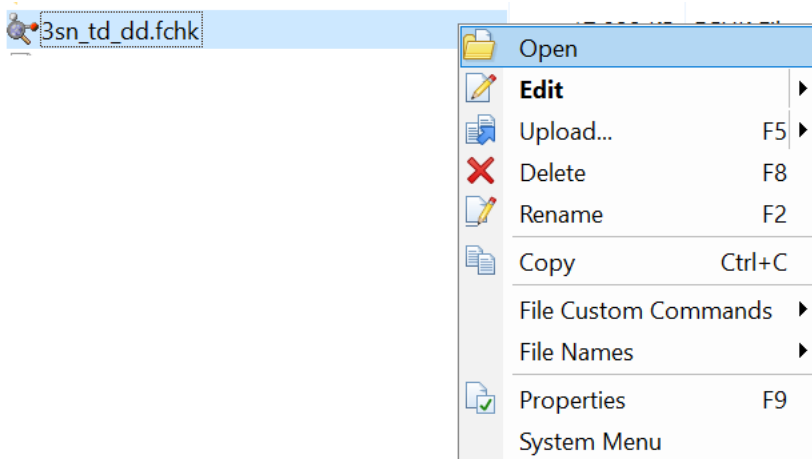 3sn_td_dd.fchk
Open
Edit
Upload... F5
Delete F8
Rename F2
Copy Ctrl+C
File Custom Commands
File Names
Properties F9
System Menu